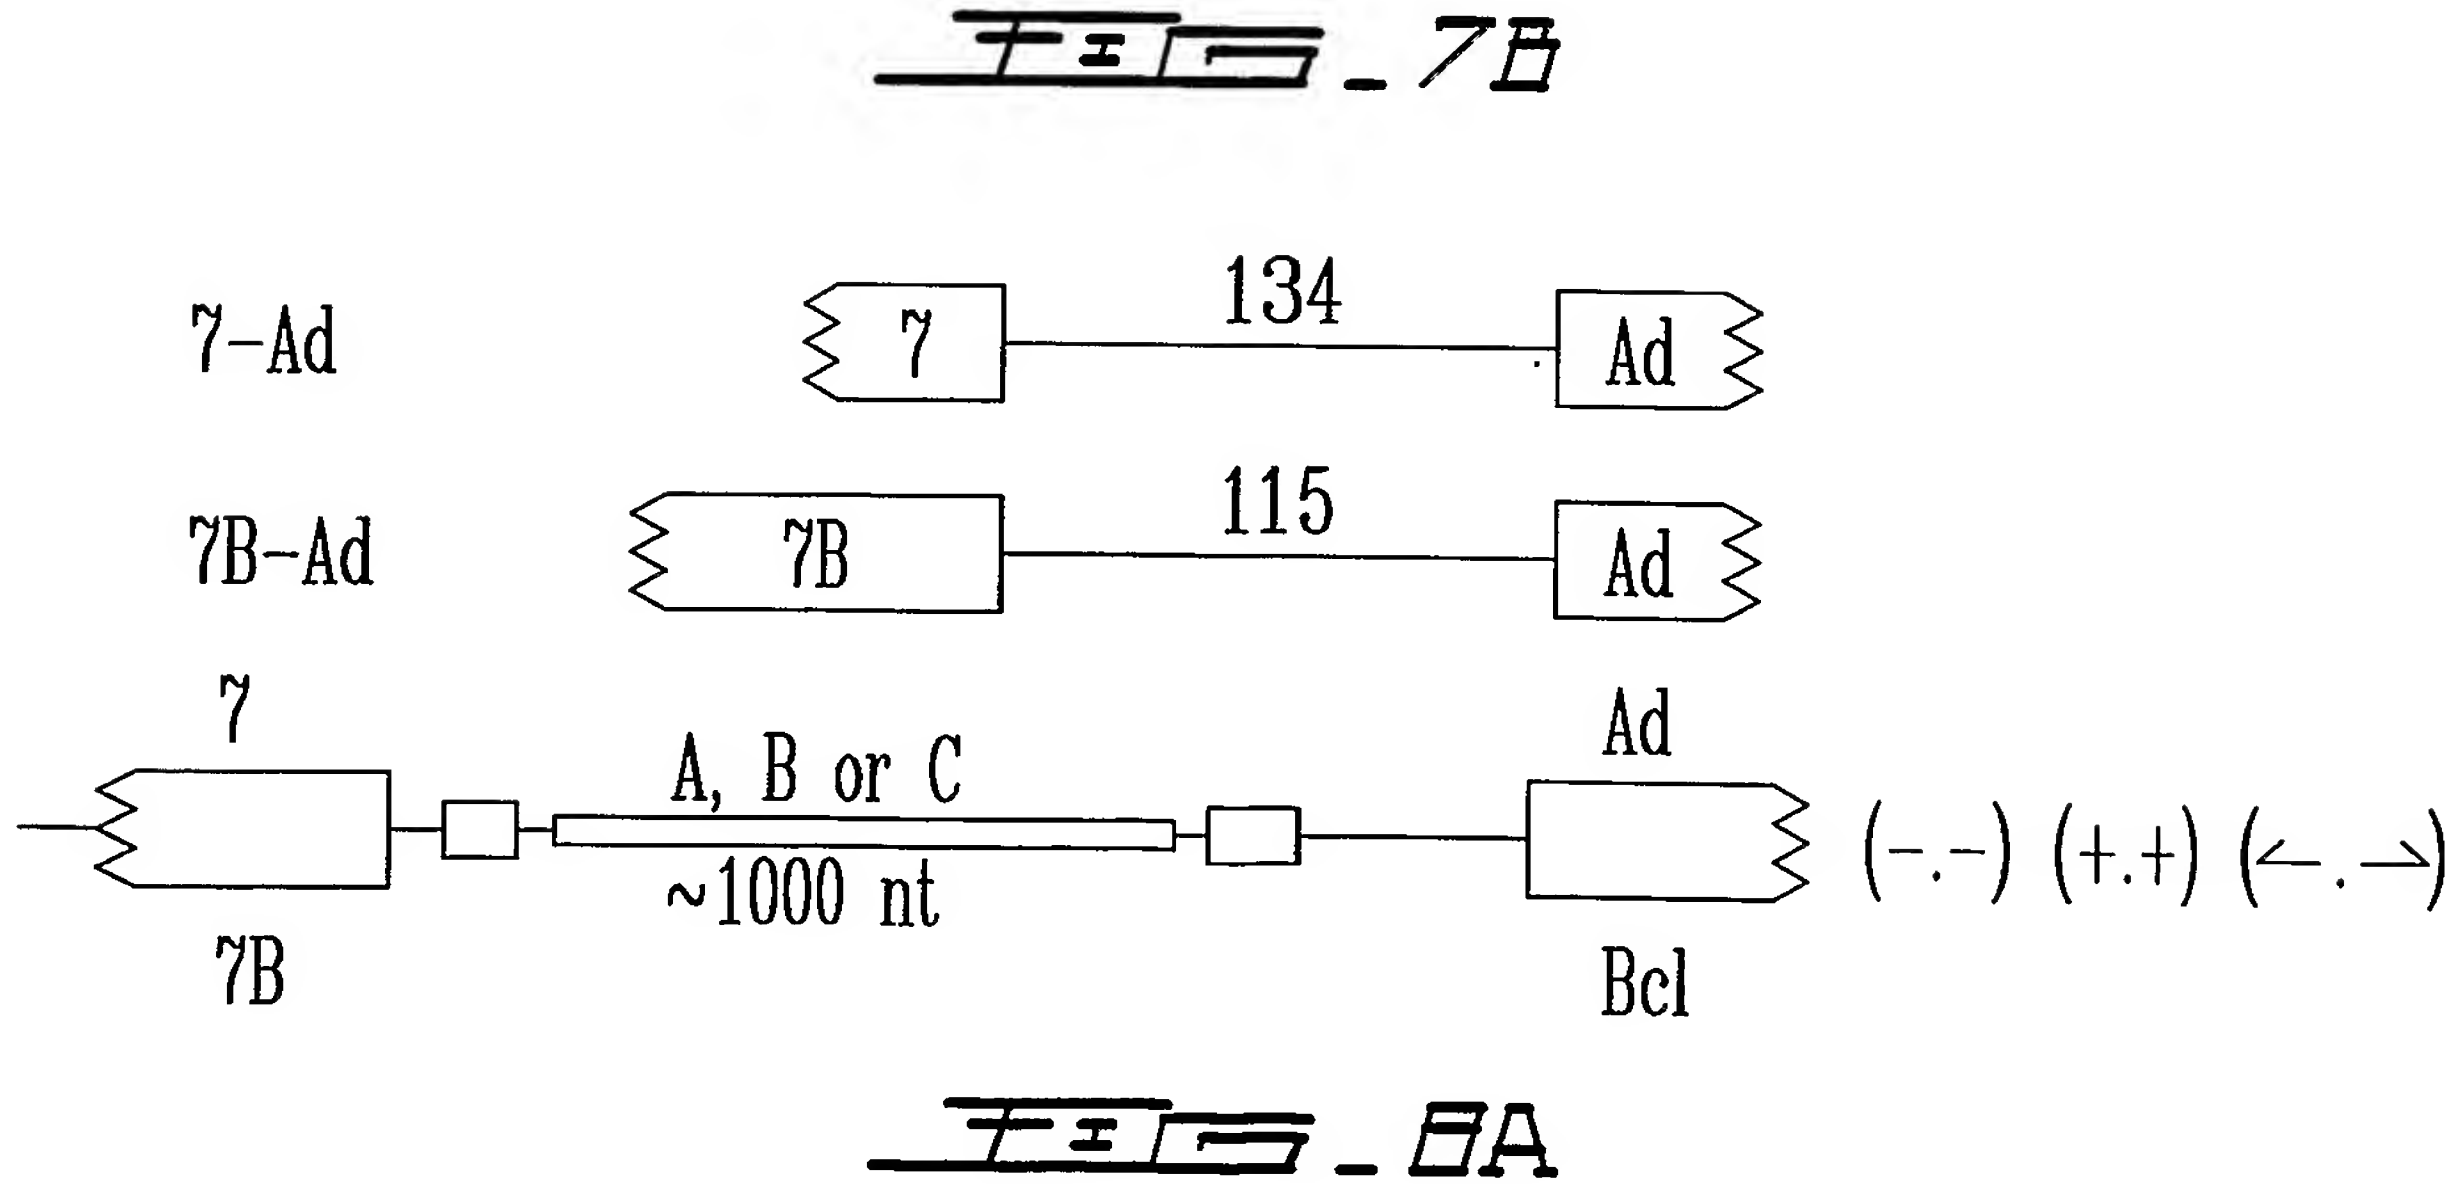 FIG_7B
7-Ad 7 134 Ad
7B-Ad 7B 115 Ad
7 A, B or C Ad
~1000 nt (-.-) (+.+) (←.→)
7B Bcl
FIG_8A